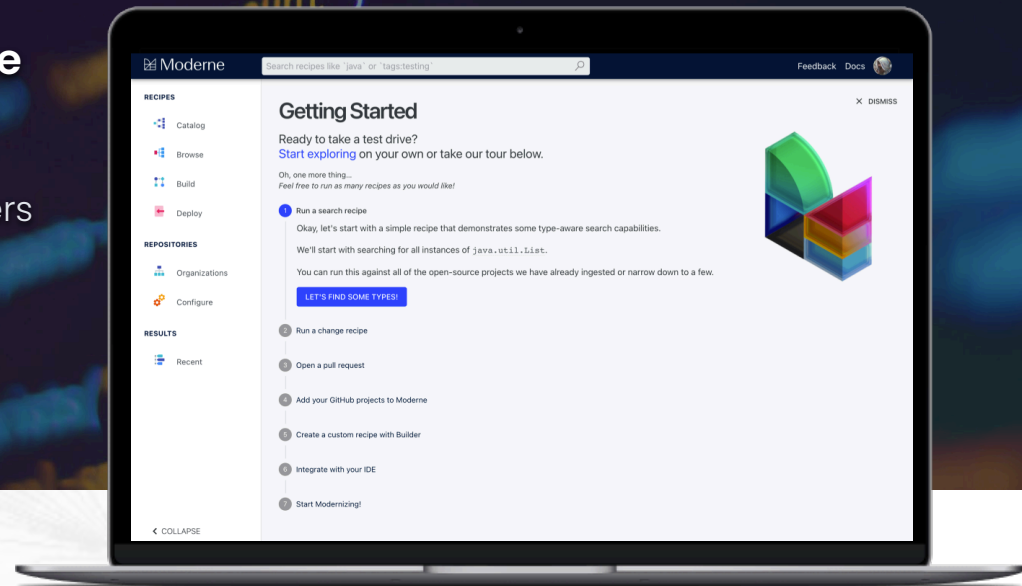 e
ers
Moderne
Search recipes like `java` or `tags:testing`
Feedback Docs
RECIPES
Catalog
Browse
Build
Deploy
REPOSITORIES
Organizations
Configure
RESULTS
Recent
COLLAPSE
DISMISS
Getting Started
Ready to take a test drive?
Start exploring on your own or take our tour below.
Oh, one more thing...
Feel free to run as many recipes as you would like!
1 Run a search recipe
Okay, let's start with a simple recipe that demonstrates some type-aware search capabilities.
We'll start with searching for all instances of java.util.List.
You can run this against all of the open-source projects we have already ingested or narrow down to a few.
LET'S FIND SOME TYPES!
2 Run a change recipe
3 Open a pull request
4 Add your GitHub projects to Moderne
5 Create a custom recipe with Builder
6 Integrate with your IDE
7 Start Modernizing!